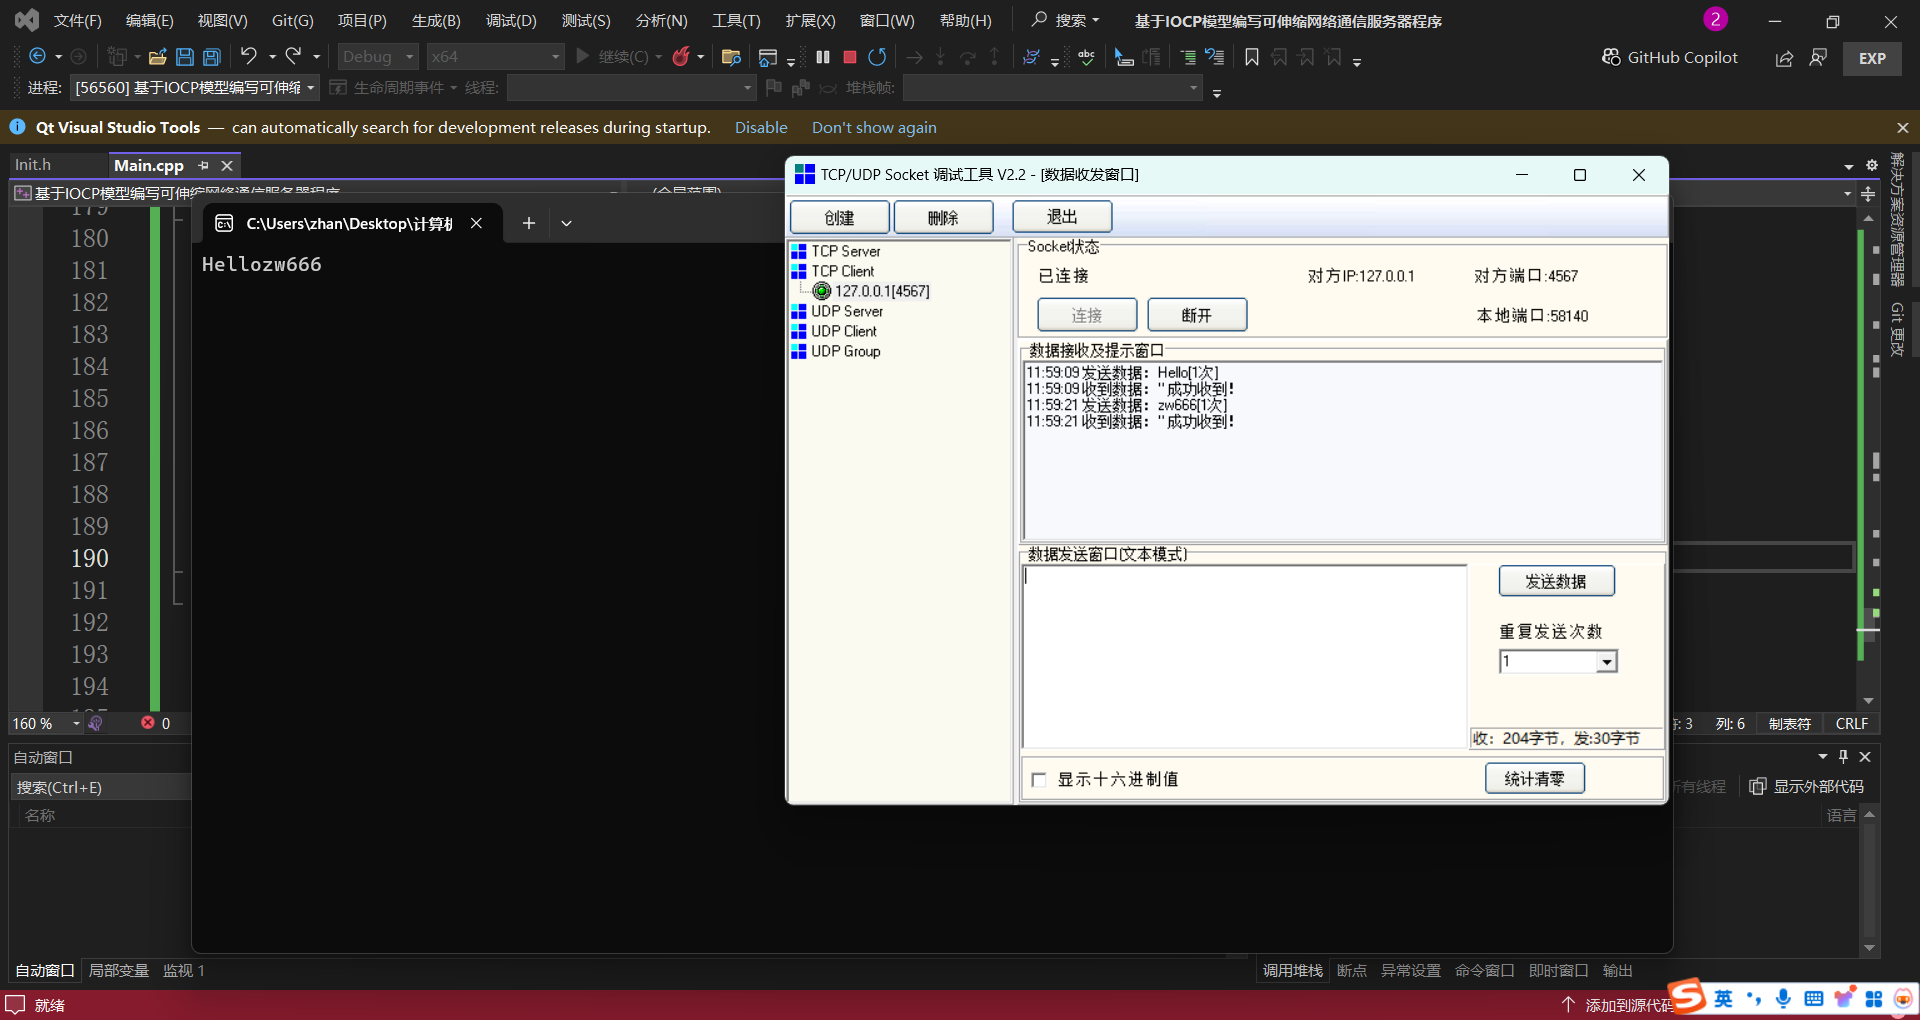 文件(F) 编辑(E) 视图(V) Git(G) 项目(P) 生成(B) 调试(D) 测试(S) 分析(N) 工具(T) 扩展(X) 窗口(W) 帮助(H) 搜索 基于IOCP模型编写可伸缩网络通信服务器程序 2
Debug x64 继续(C) GitHub Copilot EXP
进程: [56560] 基于IOCP模型编写可伸缩 生命周期事件 线程: 堆栈帧:
Qt Visual Studio Tools — can automatically search for development releases during startup. Disable Don't show again
Init.h Main.cpp
基于IOCP模型编写可伸缩网络通信服务器程序 (全局范围)
180
181
182
183
184
185
186
187
188
189
190
191
192
193
194
160 % 0
C:\Users\zhan\Desktop\计算机
Hellozw666
TCP/UDP Socket 调试工具 V2.2 - [数据收发窗口]
创建 删除 退出
TCP Server
TCP Client
127.0.0.1[4567]
UDP Server
UDP Client
UDP Group
Socket状态
已连接 对方IP:127.0.0.1 对方端口:4567
连接 断开 本地端口:58140
数据接收及提示窗口
11:59:09 发送数据：Hello[1次]
11:59:09 收到数据："成功收到!
11:59:21 发送数据：zw666[1次]
11:59:21 收到数据："成功收到!
数据发送窗口(文本模式)
发送数据
重复发送次数
1
收：204字节，发:30字节
显示十六进制值 统计清零
解决方案资源管理器
Git 更改
: 3 列: 6 制表符 CRLF
自动窗口
搜索(Ctrl+E)
名称
所有线程 显示外部代码
语言
自动窗口 局部变量 监视 1
调用堆栈 断点 异常设置 命令窗口 即时窗口 输出
就绪 添加到源代码
S 英